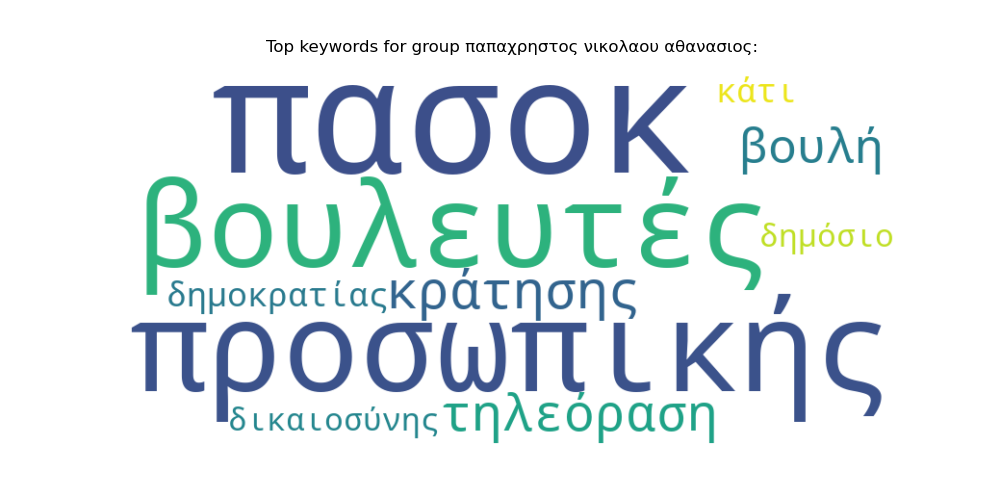 Top keywords for group παπαχρηστος νικολαου αθανασιος:
πασοκ κάτι
βουλή
βουλευτές δημόσιο
δημοκρατίας κράτησης
προσωπικής
δικαιοσύνης τηλεόραση